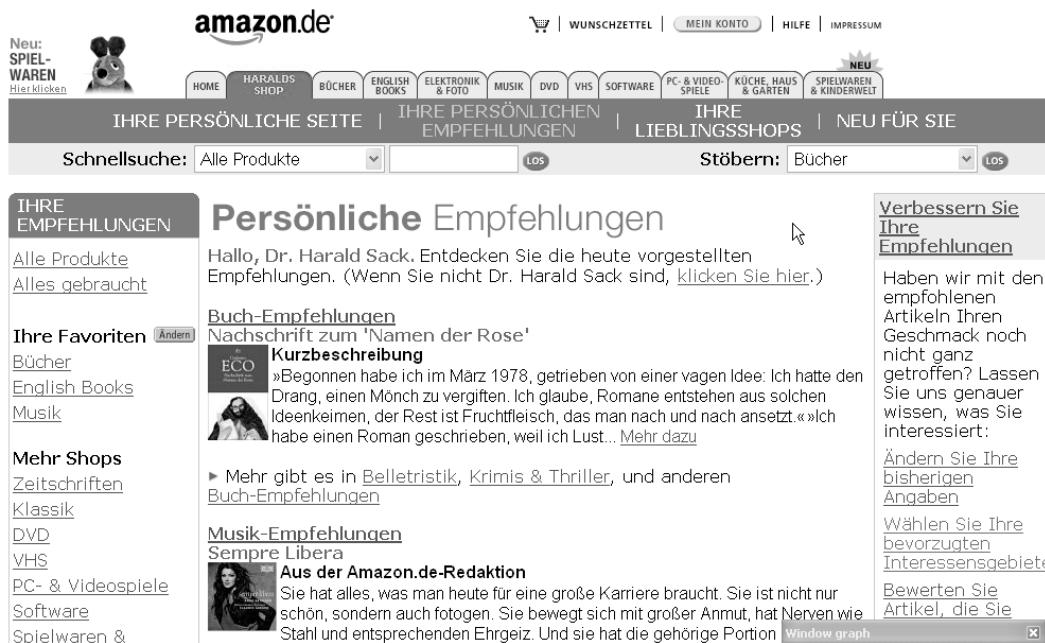 Neu:
SPIEL-
WAREN
Hier klicken
amazon.de
WUNSCHZETTEL | MEIN KONTO | HILFE | IMPRESSUM
NEU
HOME
HARALDS
SHOP
BÜCHER
ENGLISH
BOOKS
ELEKTRONIK
& FOTO
MUSIK
DVD
VHS
SOFTWARE
PC- & VIDEO-
SPIELE
KÜCHE, HAUS
& GARTEN
SPIELWAREN
& KINDERWELT
IHRE PERSÖNLICHE SEITE |
IHRE PERSÖNLICHEN
EMPFEHLUNGEN
| IHRE
LIEBLINGSSHOPS
| NEU FÜR SIE
Schnellsuche: Alle Produkte LOS
Stöbern: Bücher LOS
IHRE
EMPFEHLUNGEN
Alle Produkte
Alles gebraucht
Ihre Favoriten Ändern
Bücher
English Books
Musik
Mehr Shops
Zeitschriften
Klassik
DVD
VHS
PC- & Videospiele
Software
Spielwaren &
Persönliche Empfehlungen
Hallo, Dr. Harald Sack. Entdecken Sie die heute vorgestellten
Empfehlungen. (Wenn Sie nicht Dr. Harald Sack sind, klicken Sie hier.)
Buch-Empfehlungen
Nachschrift zum 'Namen der Rose'
ECO
Kurzbeschreibung
»Begonnen habe ich im März 1978, getrieben von einer vagen Idee: Ich hatte den
Drang, einen Mönch zu vergiften. Ich glaube, Romane entstehen aus solchen
Ideenkeimen, der Rest ist Fruchtfleisch, das man nach und nach ansetzt.« »Ich
habe einen Roman geschrieben, weil ich Lust... Mehr dazu
Mehr gibt es in Belletristik, Krimis & Thriller, und anderen
Buch-Empfehlungen
Musik-Empfehlungen
Sempre Libera
Aus der Amazon.de-Redaktion
Sie hat alles, was man heute für eine große Karriere braucht. Sie ist nicht nur
schön, sondern auch fotogen. Sie bewegt sich mit großer Anmut, hat Nerven wie
Stahl und entsprechenden Ehrgeiz. Und sie hat die gehörige Portion
Verbessern Sie
Ihre
Empfehlungen
Haben wir mit den
empfohlenen
Artikeln Ihren
Geschmack noch
nicht ganz
getroffen? Lassen
Sie uns genauer
wissen, was Sie
interessiert:
Ändern Sie Ihre
bisherigen
Angaben
Wählen Sie Ihre
bevorzugten
Interessensgebiete
Bewerten Sie
Artikel, die Sie
Window graph